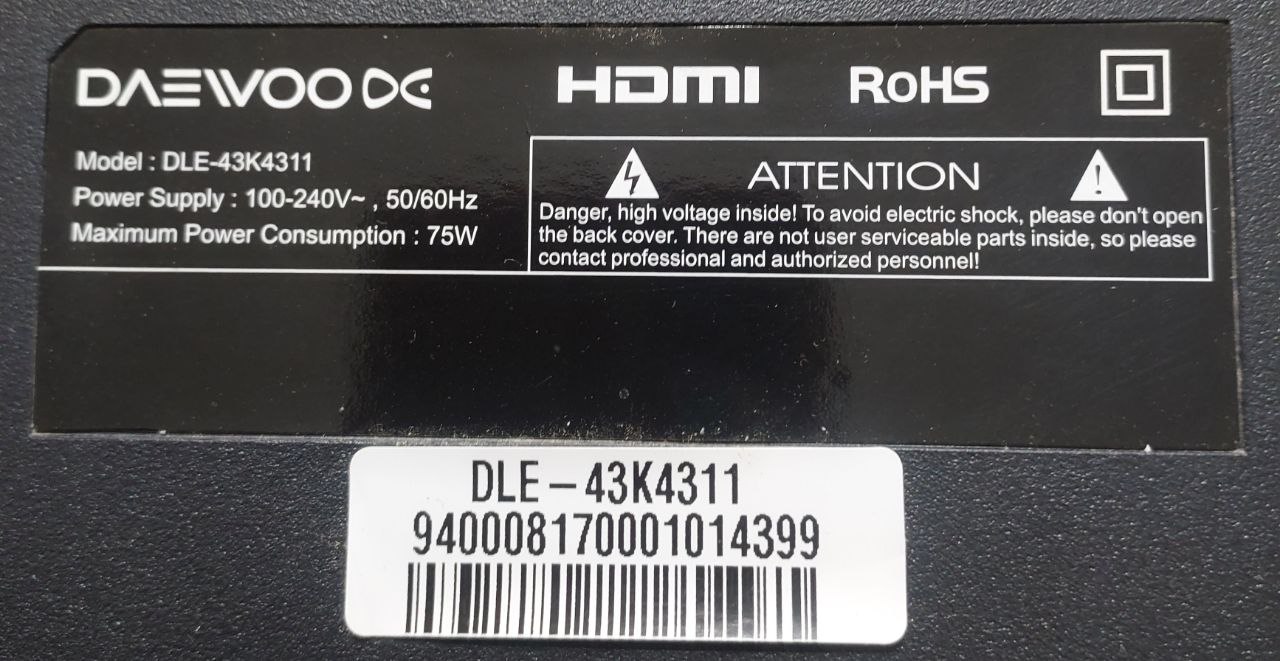 DAEWOO
HDMI
RoHS
Model : DLE-43K4311
Power Supply : 100-240V~ , 50/60Hz
Maximum Power Consumption : 75W
ATTENTION
Danger, high voltage inside! To avoid electric shock, please don't open
the back cover. There are not user serviceable parts inside, so please
contact professional and authorized personnel!
DLE-43K4311
940008170001014399